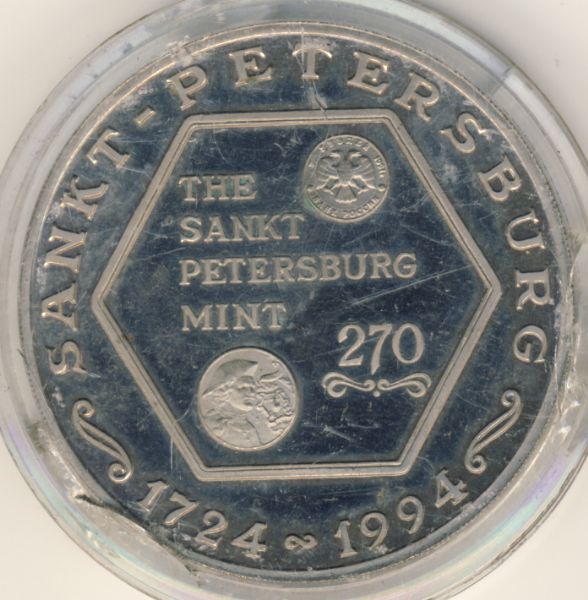 SANKT-PETERSBURG
THE
SANKT
PETERSBURG
MINT
270
1724 ~ 1994